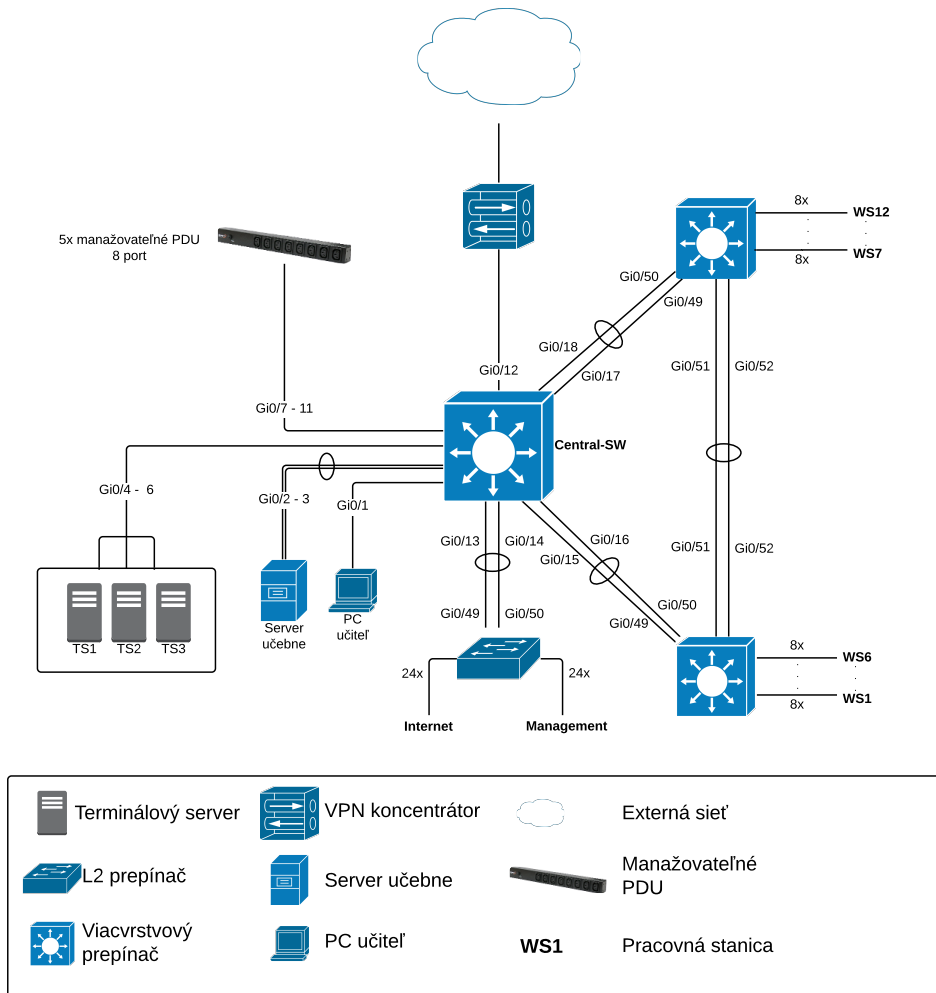 8x
WS12
5x manažovateľné PDU
8 port
8x
WS7
Gi0/50
Gi0/49
Gi0/18
Gi0/17
Gi0/12
Gi0/51
Gi0/52
Gi0/7 - 11
Central-SW
Gi0/4 - 6
Gi0/2 - 3
Gi0/1
Gi0/13
Gi0/14
Gi0/16
Gi0/15
Gi0/51
Gi0/52
Gi0/49
Gi0/50
Gi0/50
Gi0/49
Server
učebne
PC
učiteľ
TS1
TS2
TS3
8x
WS6
8x
WS1
24x
24x
Internet
Management
Terminálový server
VPN koncentrátor
Externá sieť
L2 prepínač
Server učebne
Manažovateľné
PDU
Viacvrstvový
prepínač
PC učiteľ
WS1
Pracovná stanica